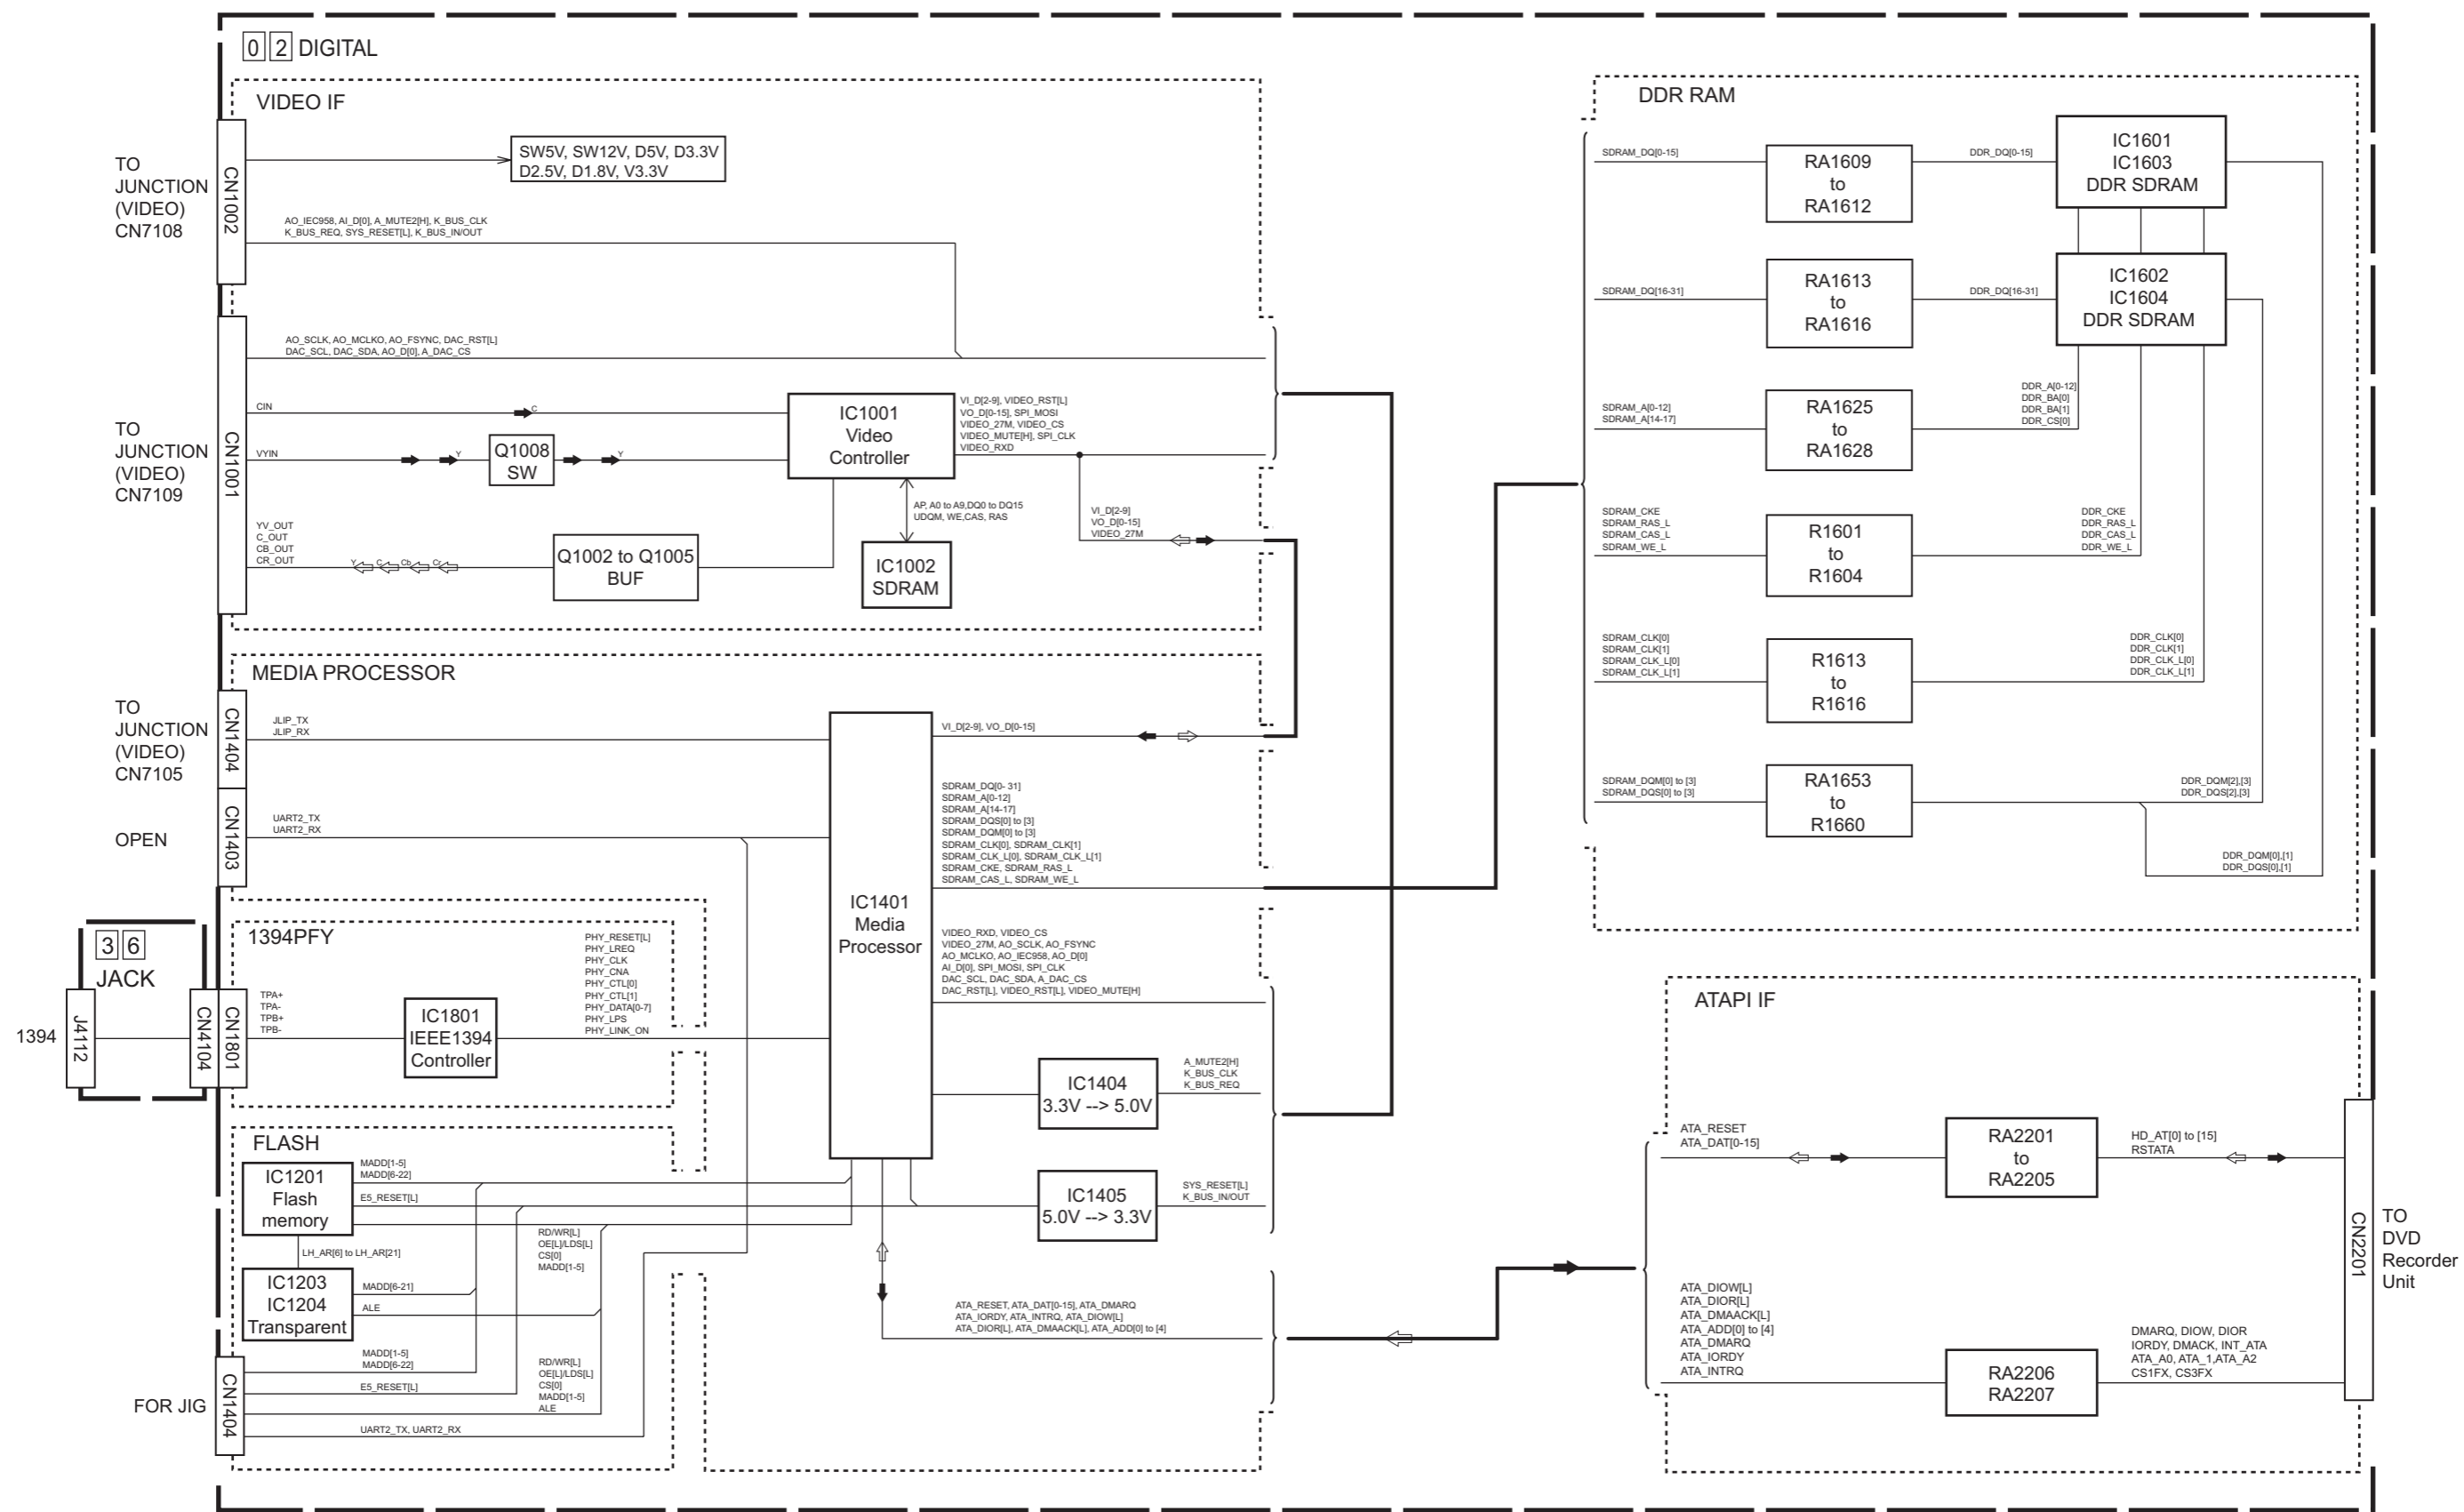 0 2 DIGITAL
VIDEO IF
TO
JUNCTION
(VIDEO)
CN7108
CN1002
SW5V, SW12V, D5V, D3.3V
D2.5V, D1.8V, V3.3V
AO_IEC958, AI_D[0], A_MUTE2[H], K_BUS_CLK
K_BUS_REQ, SYS_RESET[L], K_BUS_IN/OUT
TO
JUNCTION
(VIDEO)
CN7109
CN1001
AO_SCLK, AO_MCLKO, AO_FSYNC, DAC_RST[L]
DAC_SCL, DAC_SDA, AO_D[0], A_DAC_CS
CIN
C
VYIN
Y
Q1008
SW
Y
IC1001
Video
Controller
VI_D[2-9], VIDEO_RST[L]
VO_D[0-15], SPI_MOSI
VIDEO_27M, VIDEO_CS
VIDEO_MUTE[H], SPI_CLK
VIDEO_RXD
AP, A0 to A9,DQ0 to DQ15
UDQM, WE,CAS, RAS
VI_D[2-9]
VO_D[0-15]
VIDEO_27M
YV_OUT
C_OUT
CB_OUT
CR_OUT
Y C Cb Cr
Q1002 to Q1005
BUF
IC1002
SDRAM
MEDIA PROCESSOR
TO
JUNCTION
(VIDEO)
CN7105
CN1404
JLIP_TX
JLIP_RX
OPEN
CN1403
UART2_TX
UART2_RX
IC1401
Media
Processor
VI_D[2-9], VO_D[0-15]
SDRAM_DQ[0- 31]
SDRAM_A[0-12]
SDRAM_A[14-17]
SDRAM_DQS[0] to [3]
SDRAM_DQM[0] to [3]
SDRAM_CLK[0], SDRAM_CLK[1]
SDRAM_CLK_L[0], SDRAM_CLK_L[1]
SDRAM_CKE, SDRAM_RAS_L
SDRAM_CAS_L, SDRAM_WE_L
VIDEO_RXD, VIDEO_CS
VIDEO_27M, AO_SCLK, AO_FSYNC
AO_MCLKO, AO_IEC958, AO_D[0]
AI_D[0], SPI_MOSI, SPI_CLK
DAC_SCL, DAC_SDA, A_DAC_CS
DAC_RST[L], VIDEO_RST[L], VIDEO_MUTE[H]
IC1404
3.3V --> 5.0V
A_MUTE2[H]
K_BUS_CLK
K_BUS_REQ
IC1405
5.0V --> 3.3V
SYS_RESET[L]
K_BUS_IN/OUT
ATA_RESET, ATA_DAT[0-15], ATA_DMARQ
ATA_IORDY, ATA_INTRQ, ATA_DIOW[L]
ATA_DIOR[L], ATA_DMAACK[L], ATA_ADD[0] to [4]
3 6
JACK
1394
J4112
CN4104
CN1801
1394PFY
TPA+
TPA-
TPB+
TPB-
IC1801
IEEE1394
Controller
PHY_RESET[L]
PHY_LREQ
PHY_CLK
PHY_CNA
PHY_CTL[0]
PHY_CTL[1]
PHY_DATA[0-7]
PHY_LPS
PHY_LINK_ON
FLASH
IC1201
Flash
memory
MADD[1-5]
MADD[6-22]
E5_RESET[L]
LH_AR[6] to LH_AR[21]
RD/WR[L]
OE[L]/LDS[L]
CS[0]
MADD[1-5]
IC1203
IC1204
Transparent
MADD[6-21]
ALE
FOR JIG
CN1404
MADD[1-5]
MADD[6-22]
E5_RESET[L]
RD/WR[L]
OE[L]/LDS[L]
CS[0]
MADD[1-5]
ALE
UART2_TX, UART2_RX
DDR RAM
SDRAM_DQ[0-15]
RA1609
to
RA1612
DDR_DQ[0-15]
IC1601
IC1603
DDR SDRAM
SDRAM_DQ[16-31]
RA1613
to
RA1616
DDR_DQ[16-31]
IC1602
IC1604
DDR SDRAM
SDRAM_A[0-12]
SDRAM_A[14-17]
RA1625
to
RA1628
DDR_A[0-12]
DDR_BA[0]
DDR_BA[1]
DDR_CS[0]
SDRAM_CKE
SDRAM_RAS_L
SDRAM_CAS_L
SDRAM_WE_L
R1601
to
R1604
DDR_CKE
DDR_RAS_L
DDR_CAS_L
DDR_WE_L
SDRAM_CLK[0]
SDRAM_CLK[1]
SDRAM_CLK_L[0]
SDRAM_CLK_L[1]
R1613
to
R1616
DDR_CLK[0]
DDR_CLK[1]
DDR_CLK_L[0]
DDR_CLK_L[1]
SDRAM_DQM[0] to [3]
SDRAM_DQS[0] to [3]
RA1653
to
R1660
DDR_DQM[2],[3]
DDR_DQS[2],[3]
DDR_DQM[0],[1]
DDR_DQS[0],[1]
ATAPI IF
ATA_RESET
ATA_DAT[0-15]
RA2201
to
RA2205
HD_AT[0] to [15]
RSTATA
ATA_DIOW[L]
ATA_DIOR[L]
ATA_DMAACK[L]
ATA_ADD[0] to [4]
ATA_DMARQ
ATA_IORDY
ATA_INTRQ
RA2206
RA2207
DMARQ, DIOW, DIOR
IORDY, DMACK, INT_ATA
ATA_A0, ATA_1,ATA_A2
CS1FX, CS3FX
CN2201
TO
DVD
Recorder
Unit